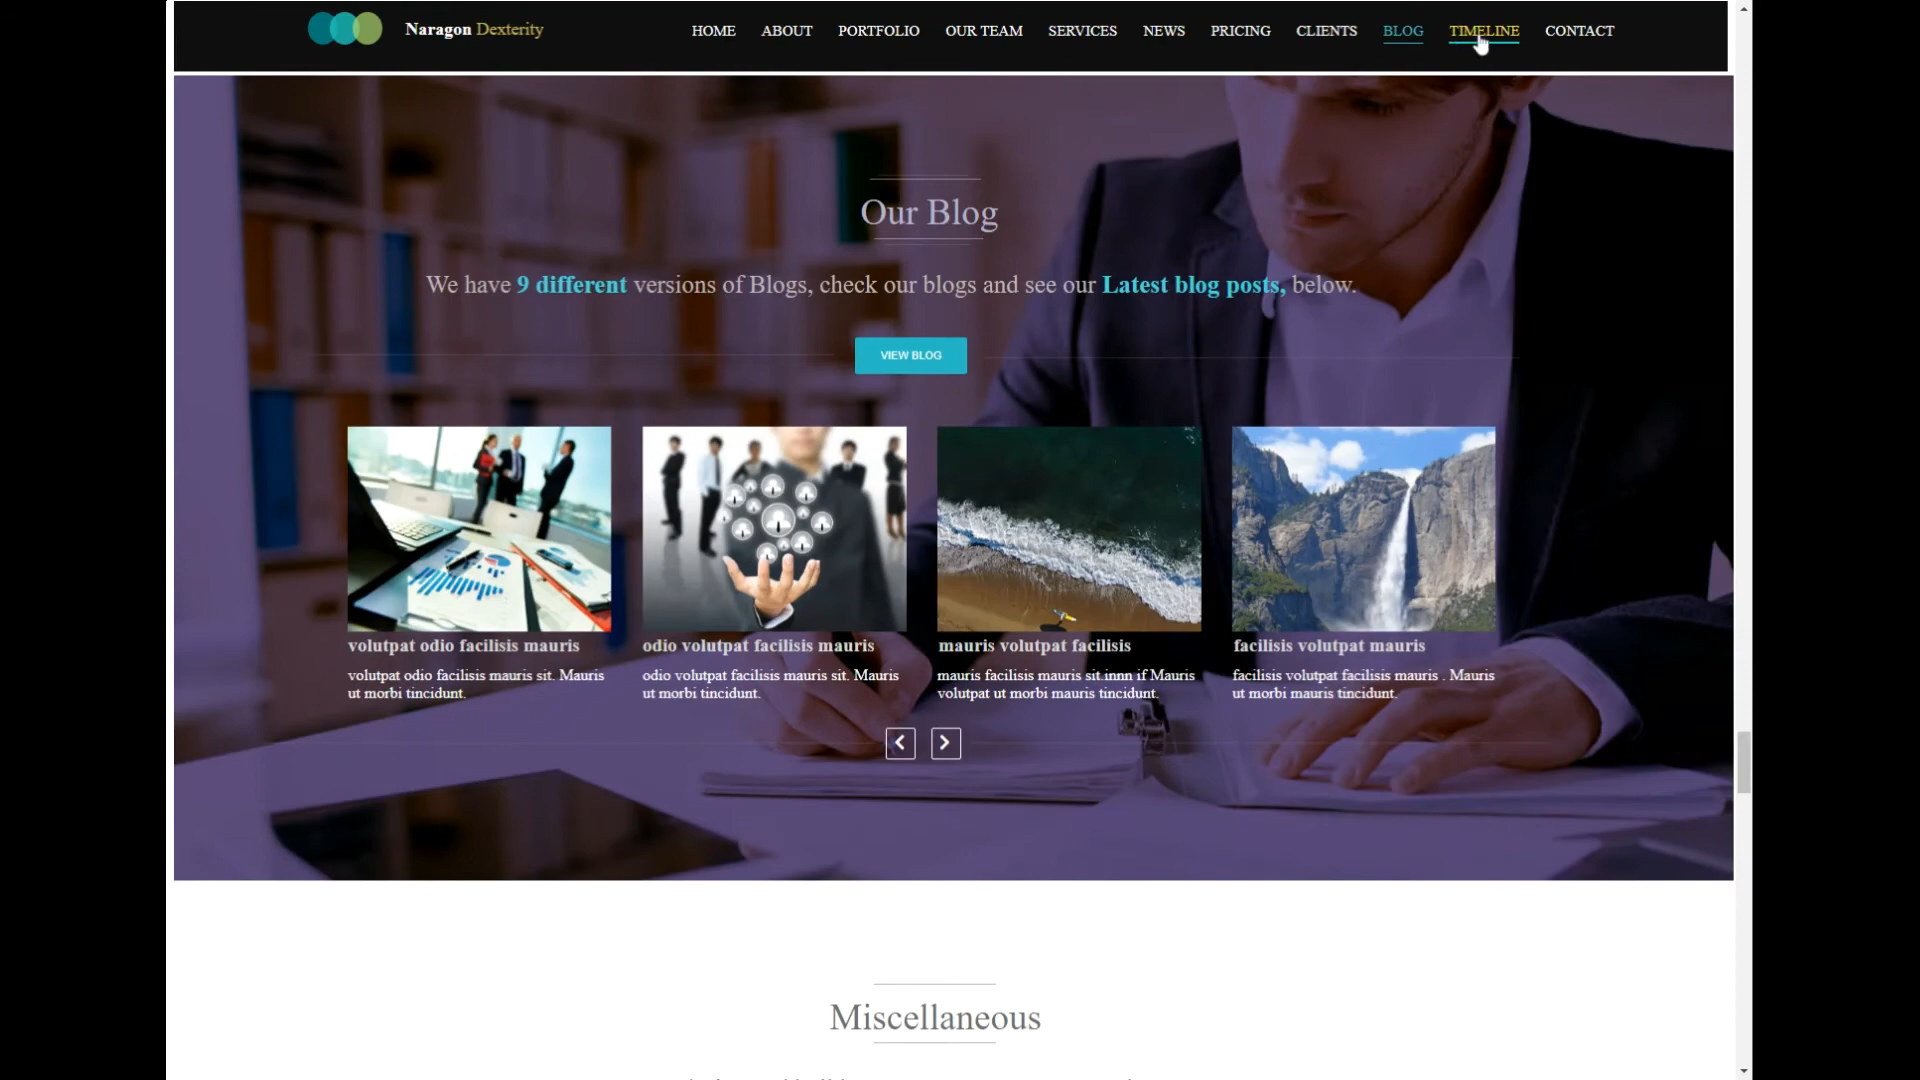 Naragon Dexterity
HOME ABOUT PORTFOLIO OUR TEAM SERVICES NEWS PRICING CLIENTS BLOG TIMELINE CONTACT
Our Blog
We have 9 different versions of Blogs, check our blogs and see our Latest blog posts, below.
VIEW BLOG
volutpat odio facilisis mauris
volutpat odio facilisis mauris sit. Mauris
ut morbi tincidunt.
odio volutpat facilisis mauris
odio volutpat facilisis mauris sit. Mauris
ut morbi tincidunt.
mauris volutpat facilisis
mauris facilisis mauris sit.innn if Mauris
volutpat ut morbi mauris tincidunt.
facilisis volutpat mauris
facilisis volutpat facilisis mauris . Mauris
ut morbi mauris tincidunt.
Miscellaneous